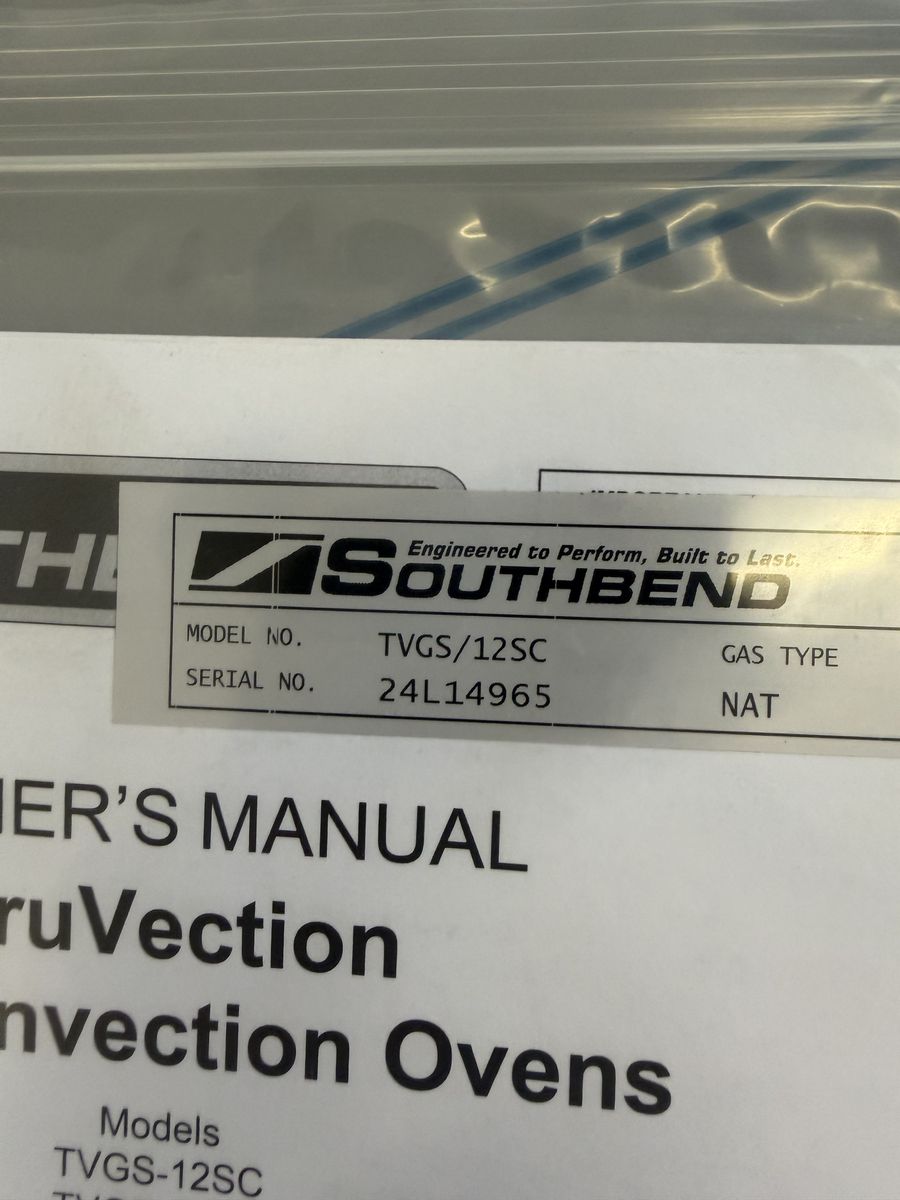 Engineered to Perform, Built to Last.
SOUTHBEND
MODEL NO. TVGS/12SC GAS TYPE
SERIAL NO. 24L14965 NAT
ER'S MANUAL
ruVection
nvection Ovens
Models
TVGS-12SC